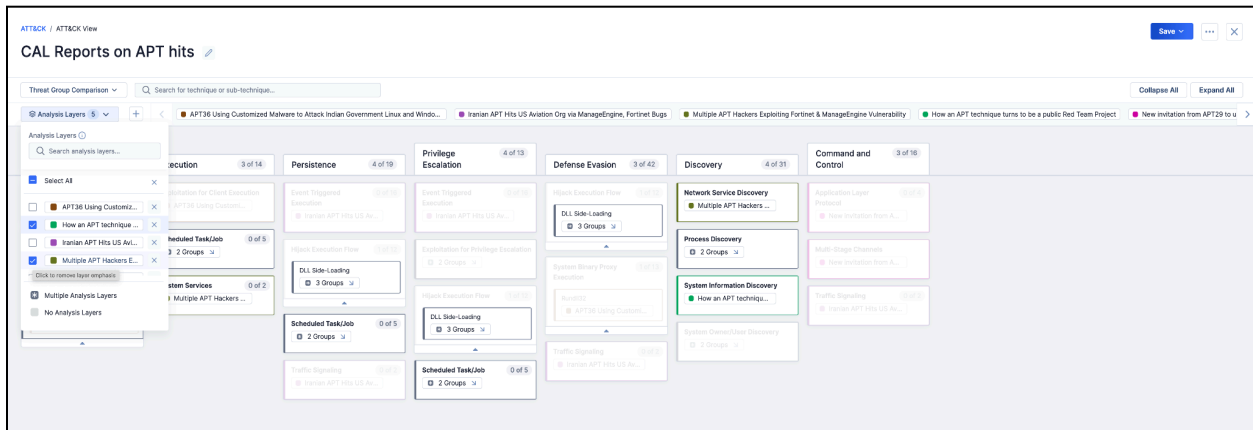 ATT&CK / ATT&CK View
CAL Reports on APT hits
Save
Threat Group Comparison
Search for technique or sub-technique...
Collapse All
Expand All
Analysis Layers 5
APT36 Using Customized Malware to Attack Indian Government Linux and Windo...
Iranian APT Hits US Aviation Org via ManageEngine, Fortinet Bugs
Multiple APT Hackers Exploiting Fortinet & ManageEngine Vulnerability
How an APT technique turns to be a public Red Team Project
New invitation from APT29 to u
Analysis Layers
Search analysis layers...
Select All
APT36 Using Customiz...
How an APT technique ...
Iranian APT Hits US Avi...
Multiple APT Hackers E...
Click to remove layer emphasis
Multiple Analysis Layers
No Analysis Layers
ecution 3 of 14
ploitation for Client Execution
APT36 Using Customi...
heduled Task/Job 0 of 5
2 Groups
stem Services 0 of 2
Multiple APT Hackers ...
Persistence 4 of 19
Event Triggered
Execution
Iranian APT Hits US Av...
Hijack Execution Flow
DLL Side-Loading
3 Groups
Scheduled Task/Job 0 of 5
2 Groups
Traffic Signaling
Iranian APT Hits US Av...
Privilege
Escalation 4 of 13
Event Triggered
Execution
Iranian APT Hits US Av...
Exploitation for Privilege Escalation
2 Groups
Hijack Execution Flow
DLL Side-Loading
3 Groups
Scheduled Task/Job 0 of 5
2 Groups
Defense Evasion 3 of 42
Hijack Execution Flow
DLL Side-Loading
3 Groups
System Binary Proxy
Execution
APT36 Using Customi...
Traffic Signaling
Iranian APT Hits US Av...
Discovery 4 of 31
Network Service Discovery
Multiple APT Hackers ...
Process Discovery
2 Groups
System Information Discovery
How an APT techniqu...
System Owner/User Discovery
2 Groups
Command and
Control 3 of 16
Application Layer
Protocol
New invitation from A...
Multi-Stage Channels
New invitation from A...
Traffic Signaling
Iranian APT Hits US Av...